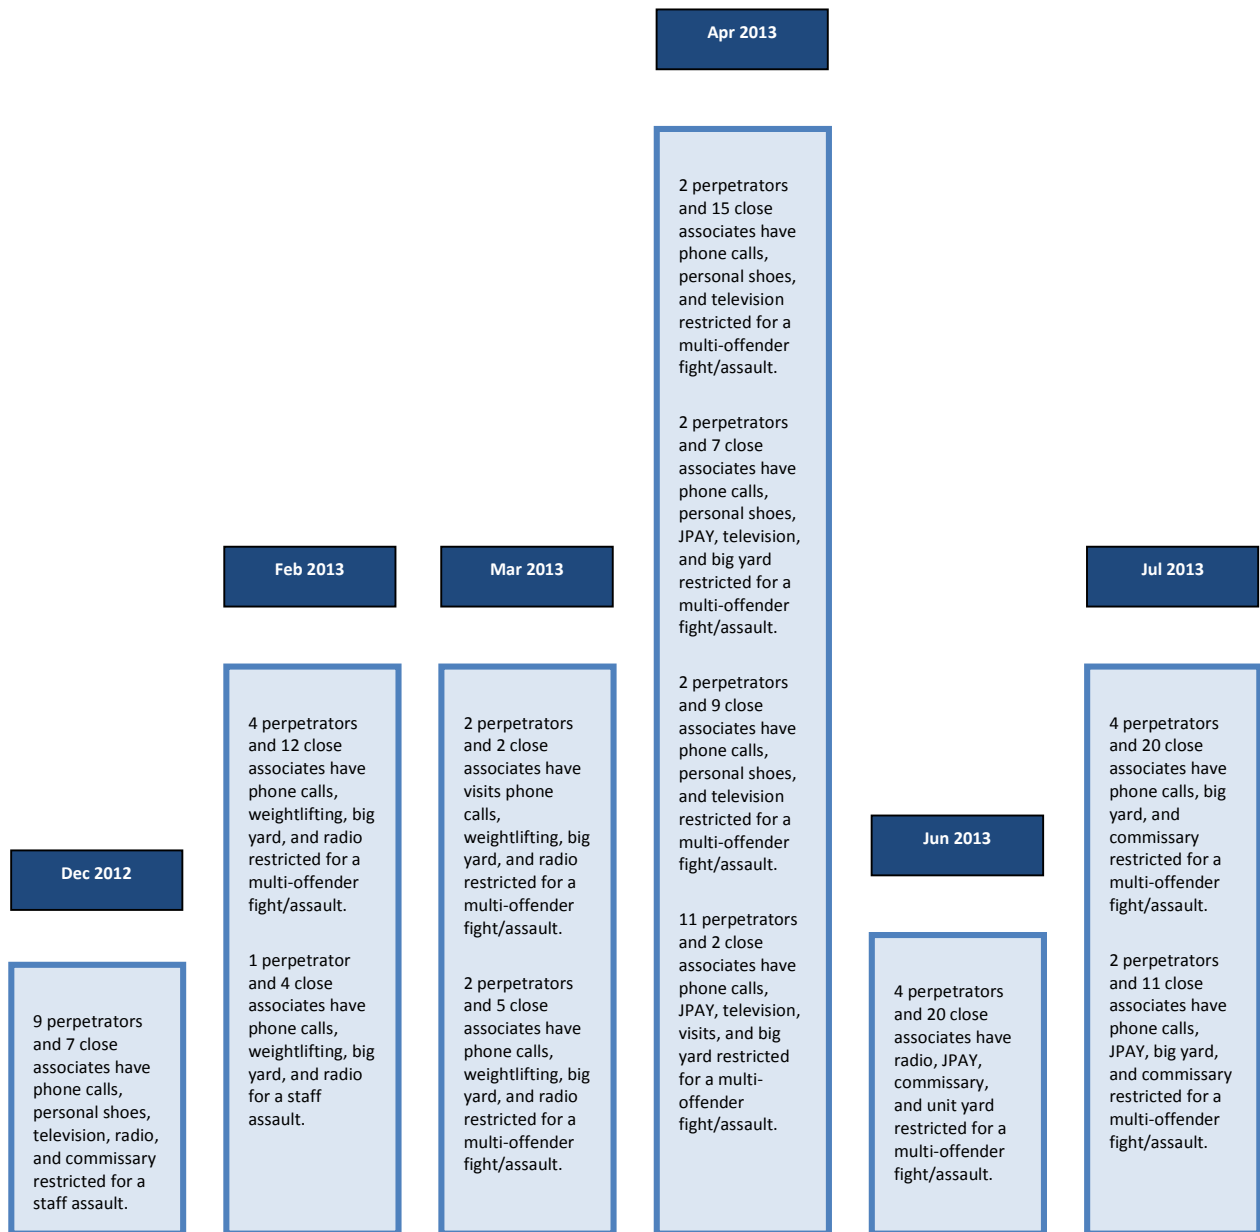 Dec 2012
9 perpetrators
and 7 close
associates have
phone calls,
personal shoes,
television, radio,
and commissary
restricted for a
staff assault.
Feb 2013
4 perpetrators
and 12 close
associates have
phone calls,
weightlifting, big
yard, and radio
restricted for a
multi-offender
fight/assault.
1 perpetrator
and 4 close
associates have
phone calls,
weightlifting, big
yard, and radio
for a staff
assault.
Mar 2013
2 perpetrators
and 2 close
associates have
visits phone
calls,
weightlifting, big
yard, and radio
restricted for a
multi-offender
fight/assault.
2 perpetrators
and 5 close
associates have
phone calls,
weightlifting, big
yard, and radio
restricted for a
multi-offender
fight/assault.
Apr 2013
2 perpetrators
and 15 close
associates have
phone calls,
personal shoes,
and television
restricted for a
multi-offender
fight/assault.
2 perpetrators
and 7 close
associates have
phone calls,
personal shoes,
JPAY, television,
and big yard
restricted for a
multi-offender
fight/assault.
2 perpetrators
and 9 close
associates have
phone calls,
personal shoes,
and television
restricted for a
multi-offender
fight/assault.
11 perpetrators
and 2 close
associates have
phone calls,
JPAY, television,
visits, and big
yard restricted
for a multi-
offender
fight/assault.
Jun 2013
4 perpetrators
and 20 close
associates have
radio, JPAY,
commissary,
and unit yard
restricted for a
multi-offender
fight/assault.
Jul 2013
4 perpetrators
and 20 close
associates have
phone calls, big
yard, and
commissary
restricted for a
multi-offender
fight/assault.
2 perpetrators
and 11 close
associates have
phone calls,
JPAY, big yard,
and commissary
restricted for a
multi-offender
fight/assault.